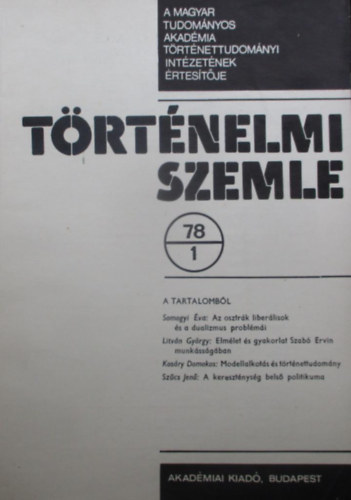 A MAGYAR
TUDOMÁNYOS
AKADÉMIA
TÖRTÉNETTUDOMÁNYI
INTÉZETÉNEK
ÉRTESÍTŐJE
TÖRTÉNELMI
SZEMLE
78
1
A TARTALOMBÓL
Somogyi Éva: Az osztrák liberálisok
és a dualizmus problémái
Litván György: Elmélet és gyakorlat Szabó Ervin
munkásságában
Kosáry Domokos: Modellalkotás és történettudomány
Szűcs Jenő: A kereszténység belső politikuma
AKADÉMIAI KIADÓ, BUDAPEST